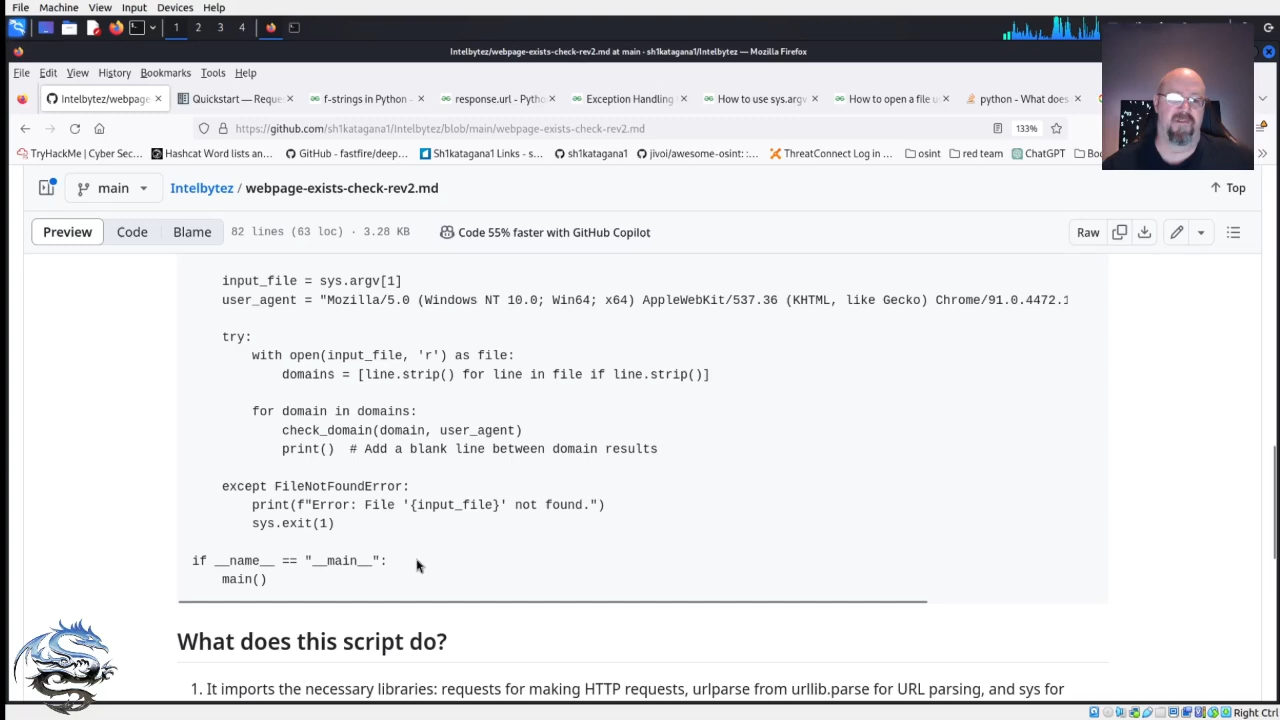 File Machine View Input Devices Help
1 2 3 4
Intelbytez/webpage-exists-check-rev2.md at main · sh1katagana1/Intelbytez — Mozilla Firefox
File Edit View History Bookmarks Tools Help
Intelbytez/webpage × Quickstart — Reque × f-strings in Python - × response.url - Python × Exception Handling × How to use sys.argv × How to open a file u × python - What does ×
https://github.com/sh1katagana1/Intelbytez/blob/main/webpage-exists-check-rev2.md 133%
TryHackMe | Cyber Sec... Hashcat Word lists an... GitHub - fastfire/deep... Sh1katagana1 Links - s... sh1katagana1 jivoi/awesome-osint: :... ThreatConnect Log in ... osint red team ChatGPT
main Intelbytez / webpage-exists-check-rev2.md Top
Preview Code Blame 82 lines (63 loc) · 3.28 KB Code 55% faster with GitHub Copilot Raw
input_file = sys.argv[1]
user_agent = "Mozilla/5.0 (Windows NT 10.0; Win64; x64) AppleWebKit/537.36 (KHTML, like Gecko) Chrome/91.0.4472.1
try:
with open(input_file, 'r') as file:
domains = [line.strip() for line in file if line.strip()]
for domain in domains:
check_domain(domain, user_agent)
print() # Add a blank line between domain results
except FileNotFoundError:
print(f"Error: File '{input_file}' not found.")
sys.exit(1)
if __name__ == "__main__":
main()
What does this script do?
1. It imports the necessary libraries: requests for making HTTP requests, urlparse from urllib.parse for URL parsing, and sys for
Right Ctrl